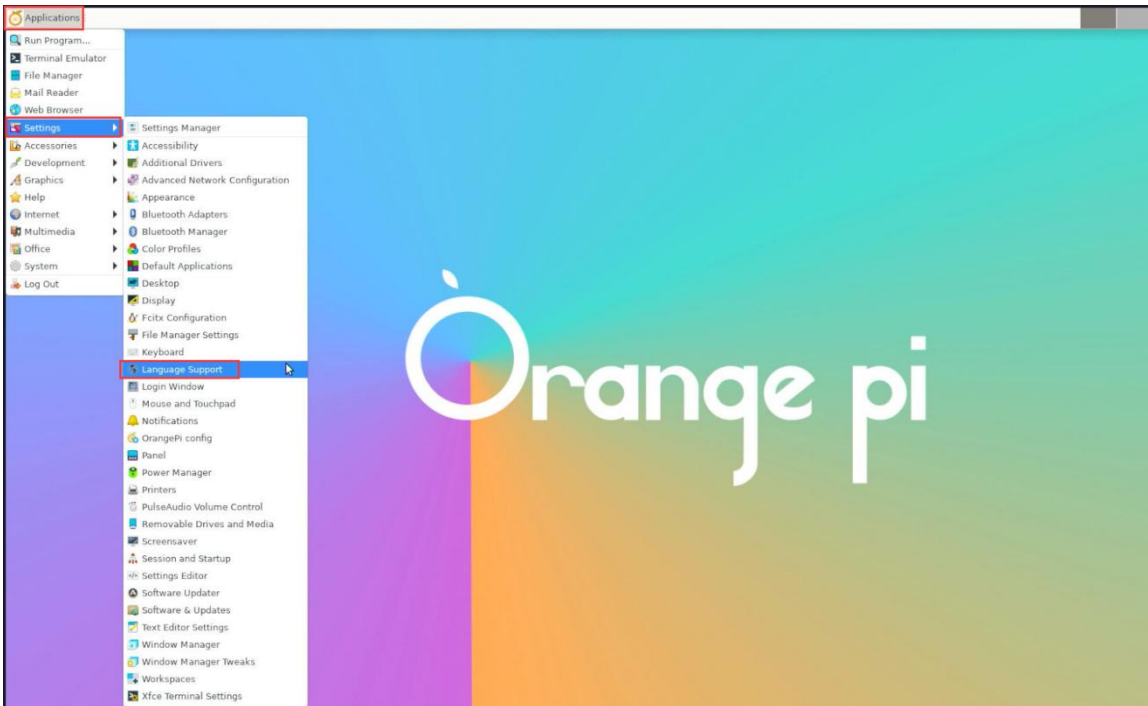 Applications
Run Program...
Terminal Emulator
File Manager
Mail Reader
Web Browser
Settings
Accessories
Development
Graphics
Help
Internet
Multimedia
Office
System
Log Out
Settings Manager
Accessibility
Additional Drivers
Advanced Network Configuration
Appearance
Bluetooth Adapters
Bluetooth Manager
Color Profiles
Default Applications
Desktop
Display
Fcitx Configuration
File Manager Settings
Keyboard
Language Support
Login Window
Mouse and Touchpad
Notifications
OrangePi config
Panel
Power Manager
Printers
PulseAudio Volume Control
Removable Drives and Media
Screensaver
Session and Startup
Settings Editor
Software Updater
Software & Updates
Text Editor Settings
Window Manager
Window Manager Tweaks
Workspaces
Xfce Terminal Settings
Orange pi